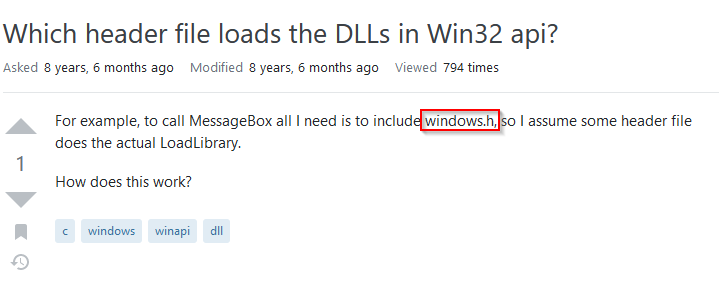 Which header file loads the DLLs in Win32 api?
Asked 8 years, 6 months ago Modified 8 years, 6 months ago Viewed 794 times
For example, to call MessageBox all I need is to include windows.h, so I assume some header file
does the actual LoadLibrary.
1
How does this work?
c windows winapi dll